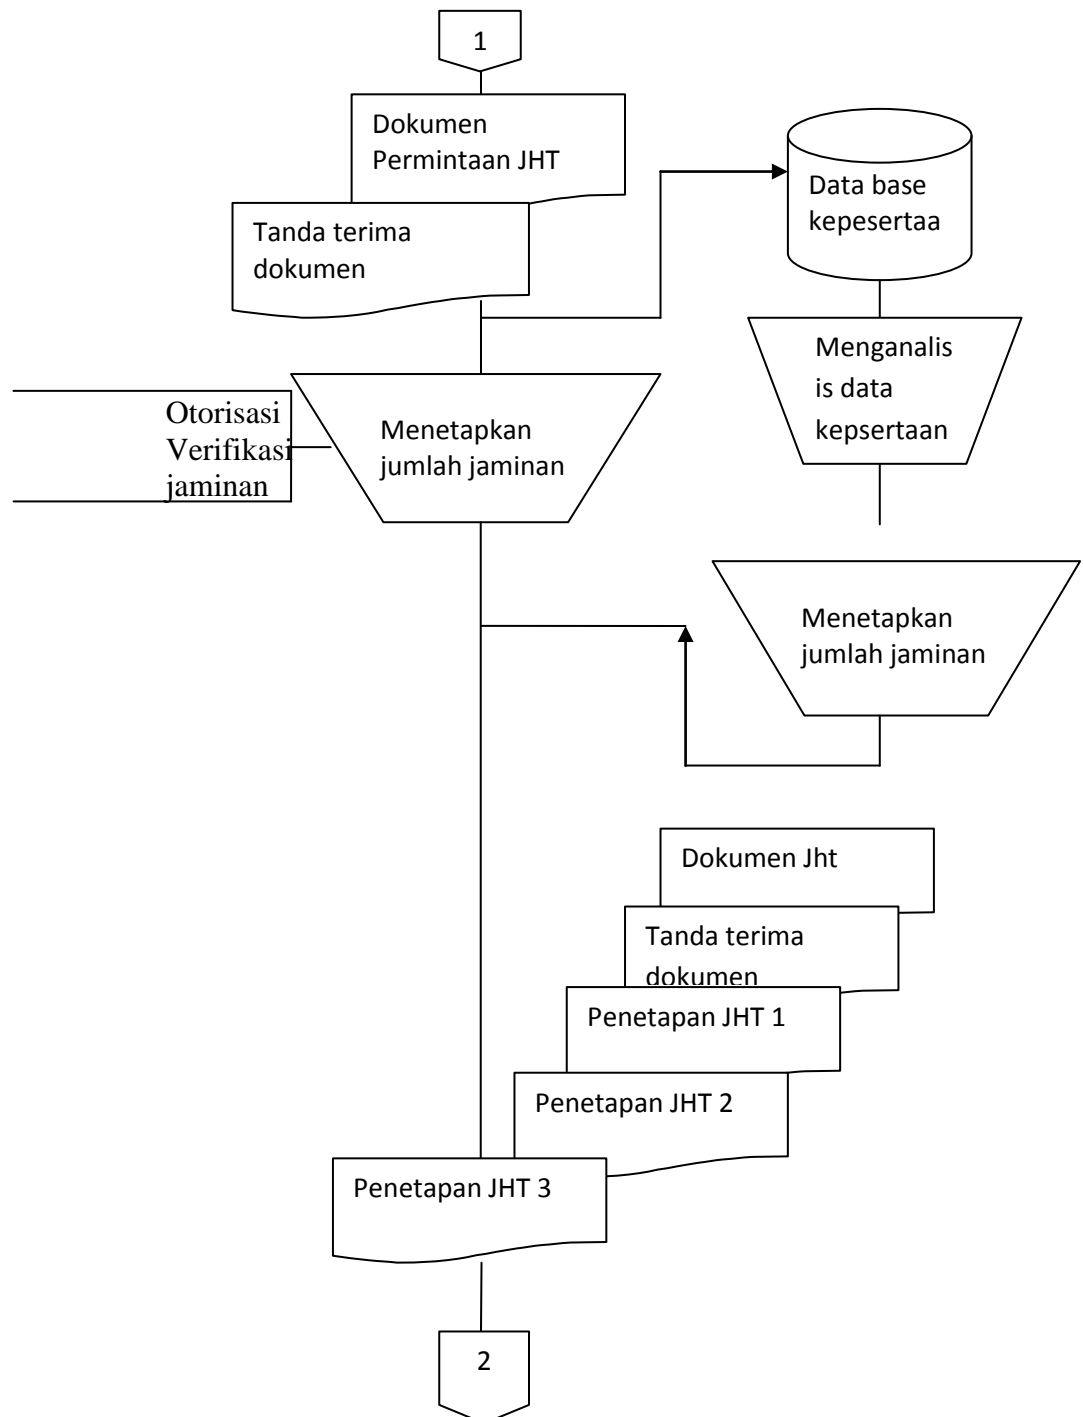 1
Dokumen
Permintaan JHT
Tanda terima
dokumen
Data base
kepesertaa
Menganalis
is data
kepsertaan
Otorisasi
Verifikasi
jaminan
Menetapkan
jumlah jaminan
Menetapkan
jumlah jaminan
Dokumen Jht
Tanda terima
dokumen
Penetapan JHT 1
Penetapan JHT 2
Penetapan JHT 3
2